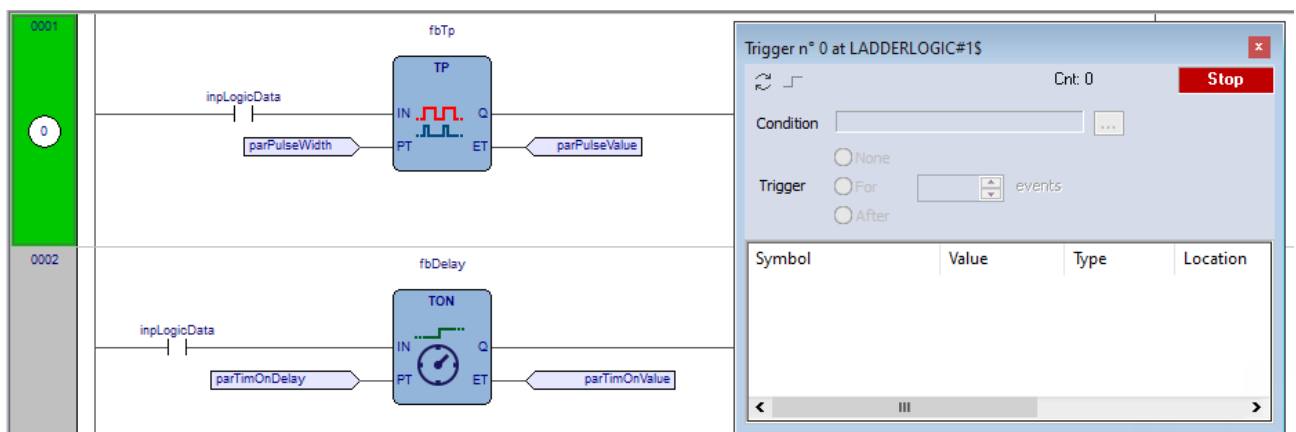 0001
fbTp
TP
inpLogicData
IN Q
parPulseWidth PT ET parPulseValue
0
0002
fbDelay
TON
inpLogicData
IN Q
parTimOnDelay PT ET parTimOnValue
Trigger n° 0 at LADDERLOGIC#1$
x
Cnt: 0
Stop
Condition
...
None
Trigger For events
After
Symbol Value Type Location